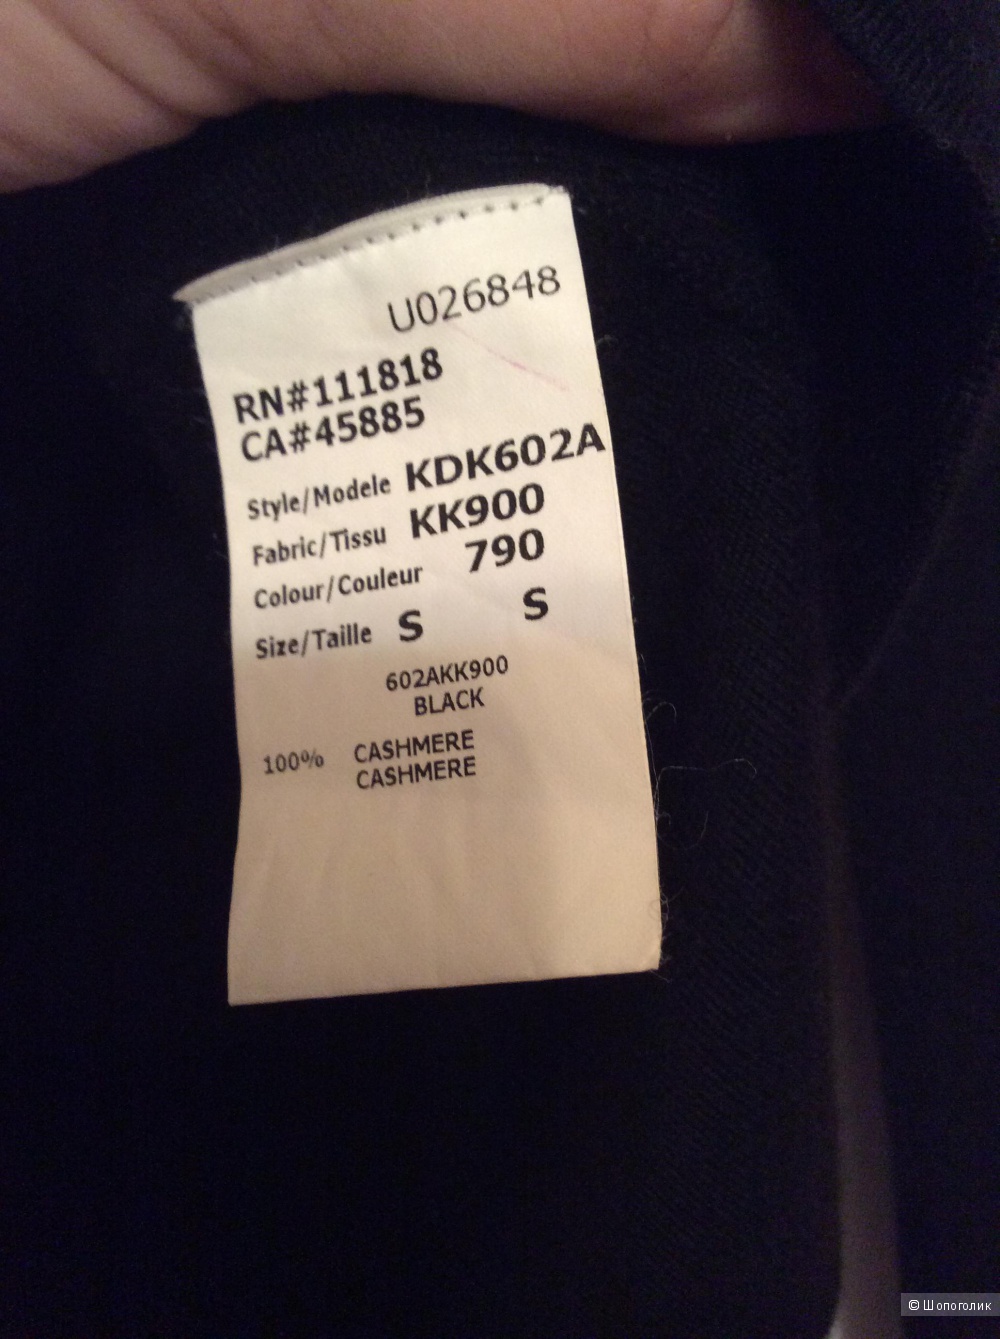 U026848
RN#111818
CA#45885
Style/Modele KDK602A
Fabric/Tissu KK900
Colour/Couleur 790
Size/Taille S S
602AKK900
BLACK
100% CASHMERE
CASHMERE
© Шопоголик